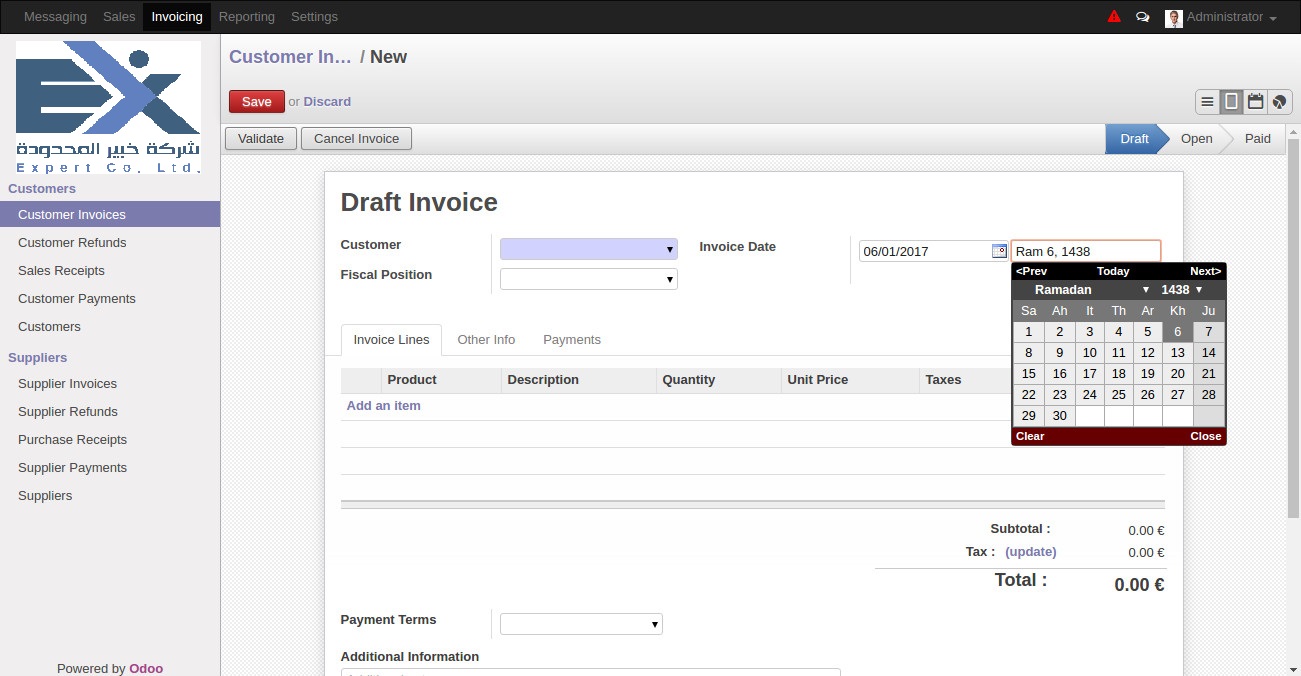 Messaging Sales Invoicing Reporting Settings Administrator
شركة خبير المحدودة
Expert Co. Ltd.
Customers
Customer Invoices
Customer Refunds
Sales Receipts
Customer Payments
Customers
Suppliers
Supplier Invoices
Supplier Refunds
Purchase Receipts
Supplier Payments
Suppliers
Powered by Odoo
Customer In... / New
Save or Discard
Validate Cancel Invoice Draft Open Paid
Draft Invoice
Customer
Fiscal Position
Invoice Date 06/01/2017 Ram 6, 1438
<Prev Today Next>
Ramadan 1438
Sa Ah It Th Ar Kh Ju
1 2 3 4 5 6 7
8 9 10 11 12 13 14
15 16 17 18 19 20 21
22 23 24 25 26 27 28
29 30
Clear Close
Invoice Lines Other Info Payments
Product Description Quantity Unit Price Taxes
Add an item
Subtotal : 0.00 €
Tax : (update) 0.00 €
Total : 0.00 €
Payment Terms
Additional Information